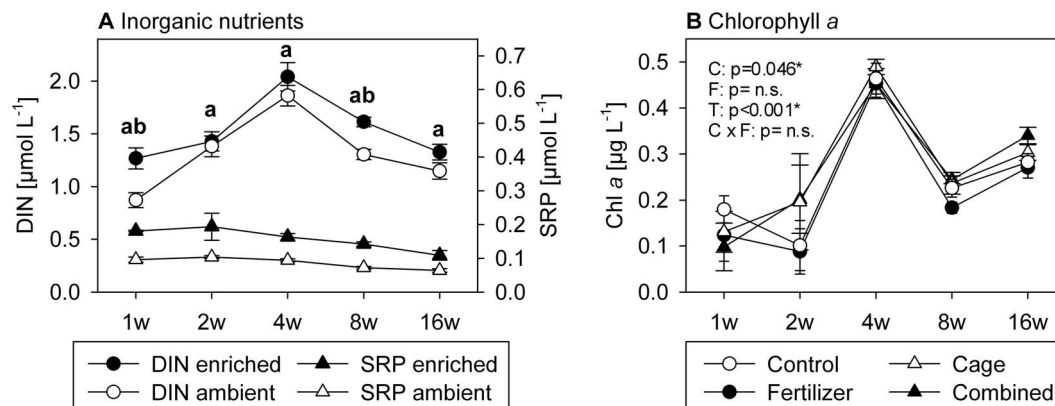 A Inorganic nutrients
DIN [µmol L-1]
2.0
1.5
1.0
0.5
0.0
ab
a
a
ab
a
0.7
0.6
0.5
0.4
0.3
0.2
0.1
0.0
SRP [µmol L-1]
1w 2w 4w 8w 16w
DIN enriched SRP enriched
DIN ambient SRP ambient
B Chlorophyll a
Chl a [µg L-1]
0.5
0.4
0.3
0.2
0.1
0.0
C: p=0.046*
F: p= n.s.
T: p<0.001*
C x F: p= n.s.
1w 2w 4w 8w 16w
Control Cage
Fertilizer Combined